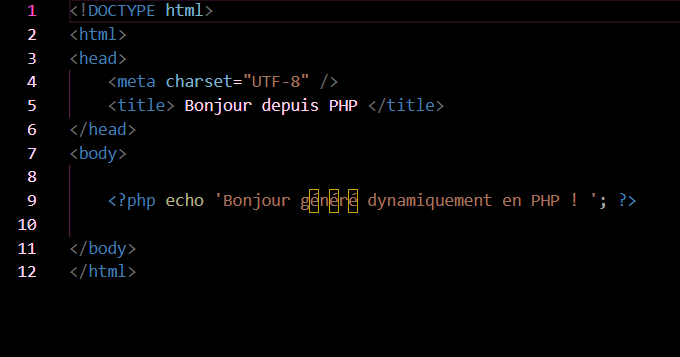 1 <!DOCTYPE html>
2 <html>
3 <head>
4     <meta charset="UTF-8" />
5     <title> Bonjour depuis PHP </title>
6 </head>
7 <body>
8
9     <?php echo 'Bonjour généré dynamiquement en PHP ! '; ?>
10
11 </body>
12 </html>